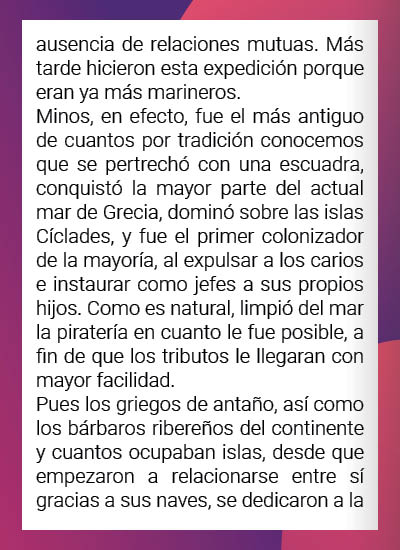 ausencia de relaciones mutuas. Más
tarde hicieron esta expedición porque
eran ya más marineros.
Minos, en efecto, fue el más antiguo
de cuantos por tradición conocemos
que se pertrechó con una escuadra,
conquistó la mayor parte del actual
mar de Grecia, dominó sobre las islas
Cíclades, y fue el primer colonizador
de la mayoría, al expulsar a los carios
e instaurar como jefes a sus propios
hijos. Como es natural, limpió del mar
la piratería en cuanto le fue posible, a
fin de que los tributos le llegaran con
mayor facilidad.
Pues los griegos de antaño, así como
los bárbaros ribereños del continente
y cuantos ocupaban islas, desde que
empezaron a relacionarse entre sí
gracias a sus naves, se dedicaron a la